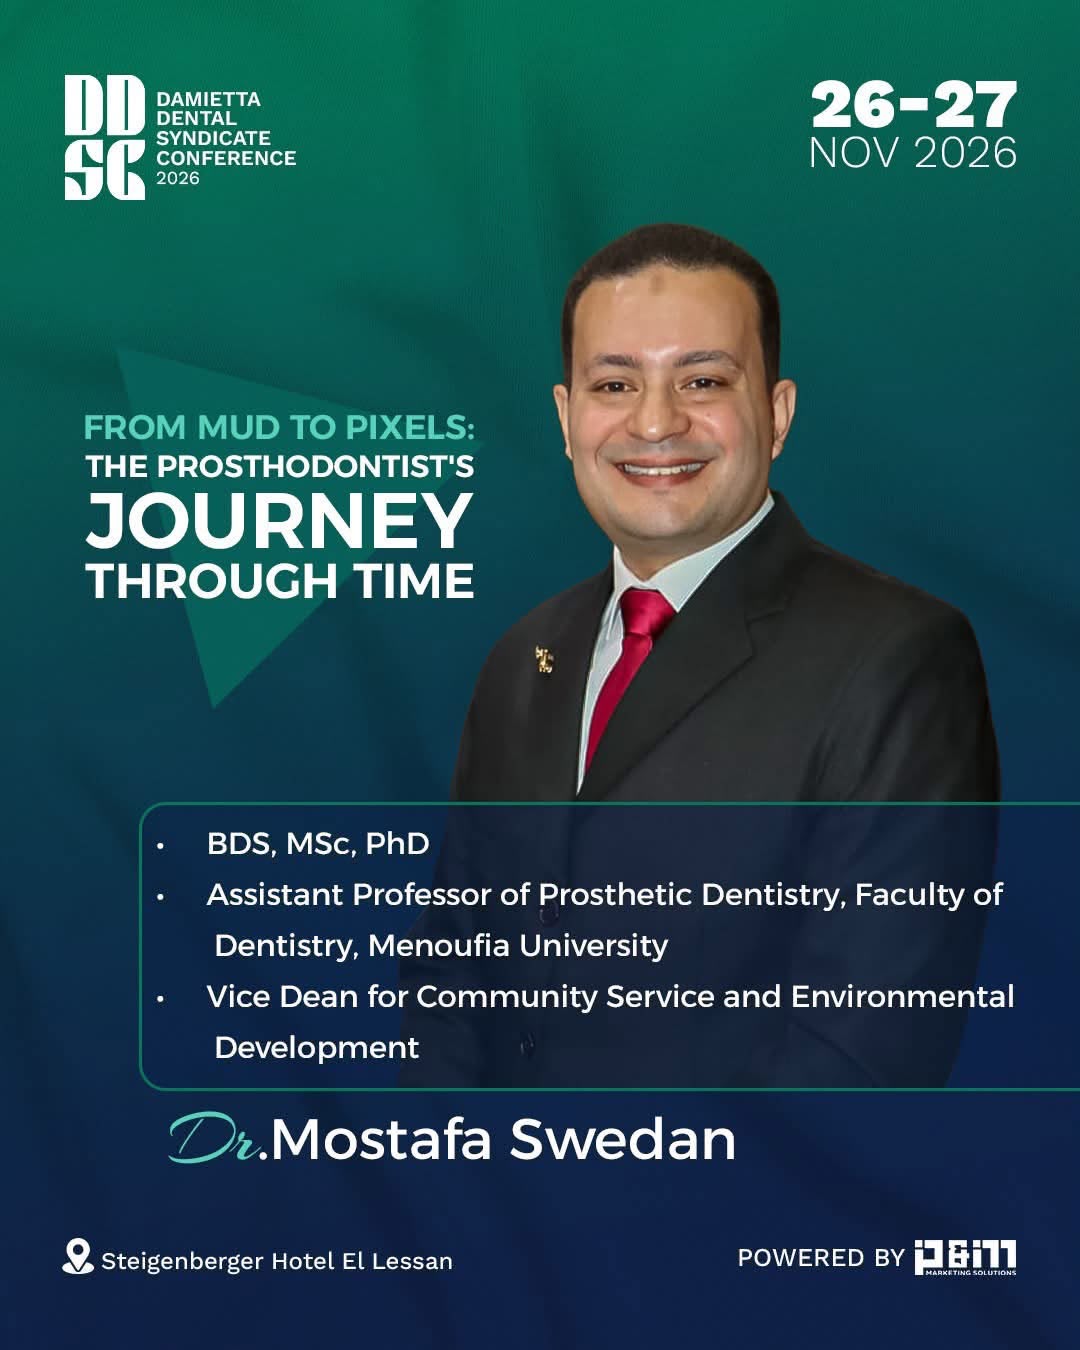 DDSC
DAMIETTA
DENTAL
SYNDICATE
CONFERENCE
2026
26-27
NOV 2026
FROM MUD TO PIXELS:
THE PROSTHODONTIST'S
JOURNEY
THROUGH TIME
• BDS, MSc, PhD
• Assistant Professor of Prosthetic Dentistry, Faculty of
Dentistry, Menoufia University
• Vice Dean for Community Service and Environmental
Development
Dr.Mostafa Swedan
Steigenberger Hotel El Lessan
POWERED BY P&M
MARKETING SOLUTIONS